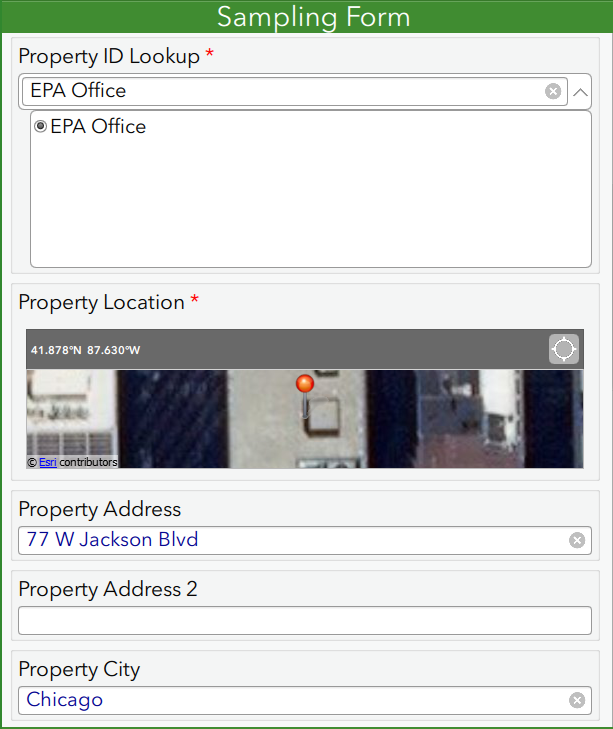 Sampling Form
Property ID Lookup *
EPA Office
EPA Office
Property Location *
41.878°N 87.630°W
© Esri contributors
Property Address
77 W Jackson Blvd
Property Address 2
Property City
Chicago